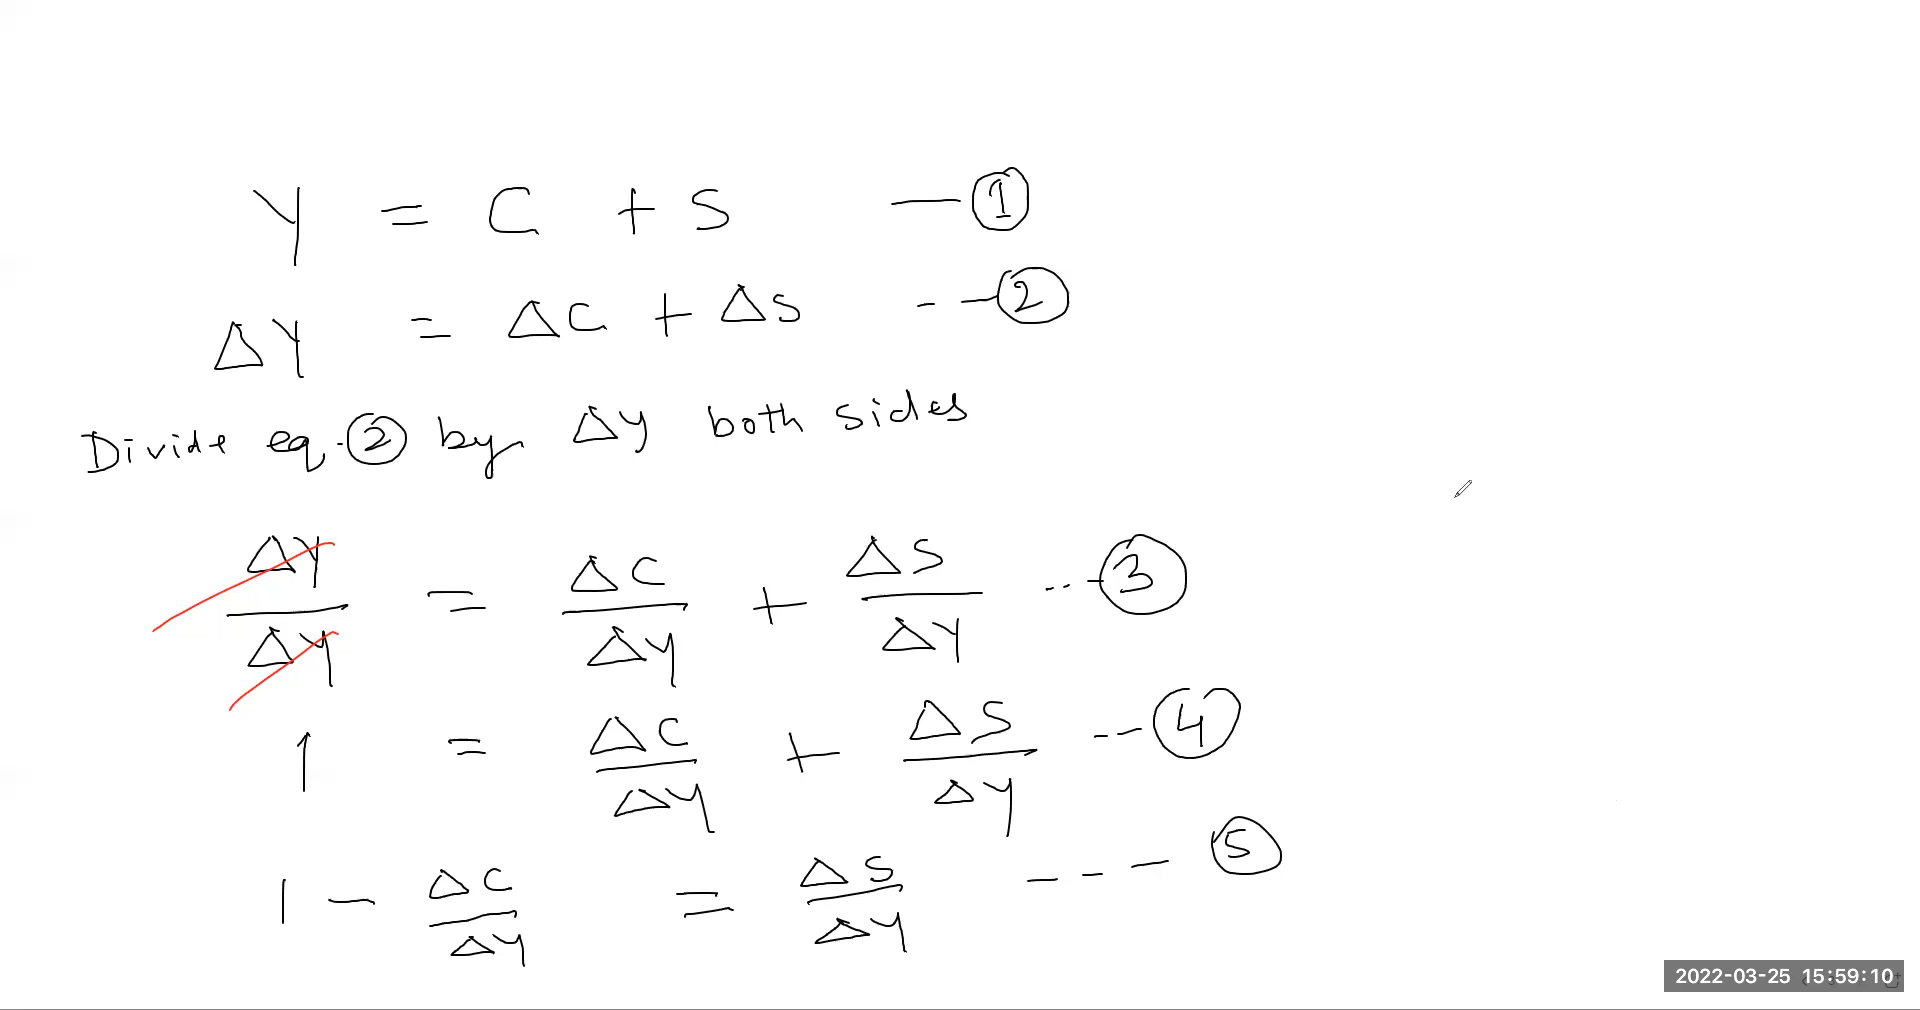 Y = C + S — ①
ΔY = ΔC + ΔS - - ②
Divide eq. ② by ΔY both sides
ΔY/ΔY = ΔC/ΔY + ΔS/ΔY -- - ③
1 = ΔC/ΔY + ΔS/ΔY -- ④
1 - ΔC/ΔY = ΔS/ΔY - - - ⑤
2022-03-25 15:59:10